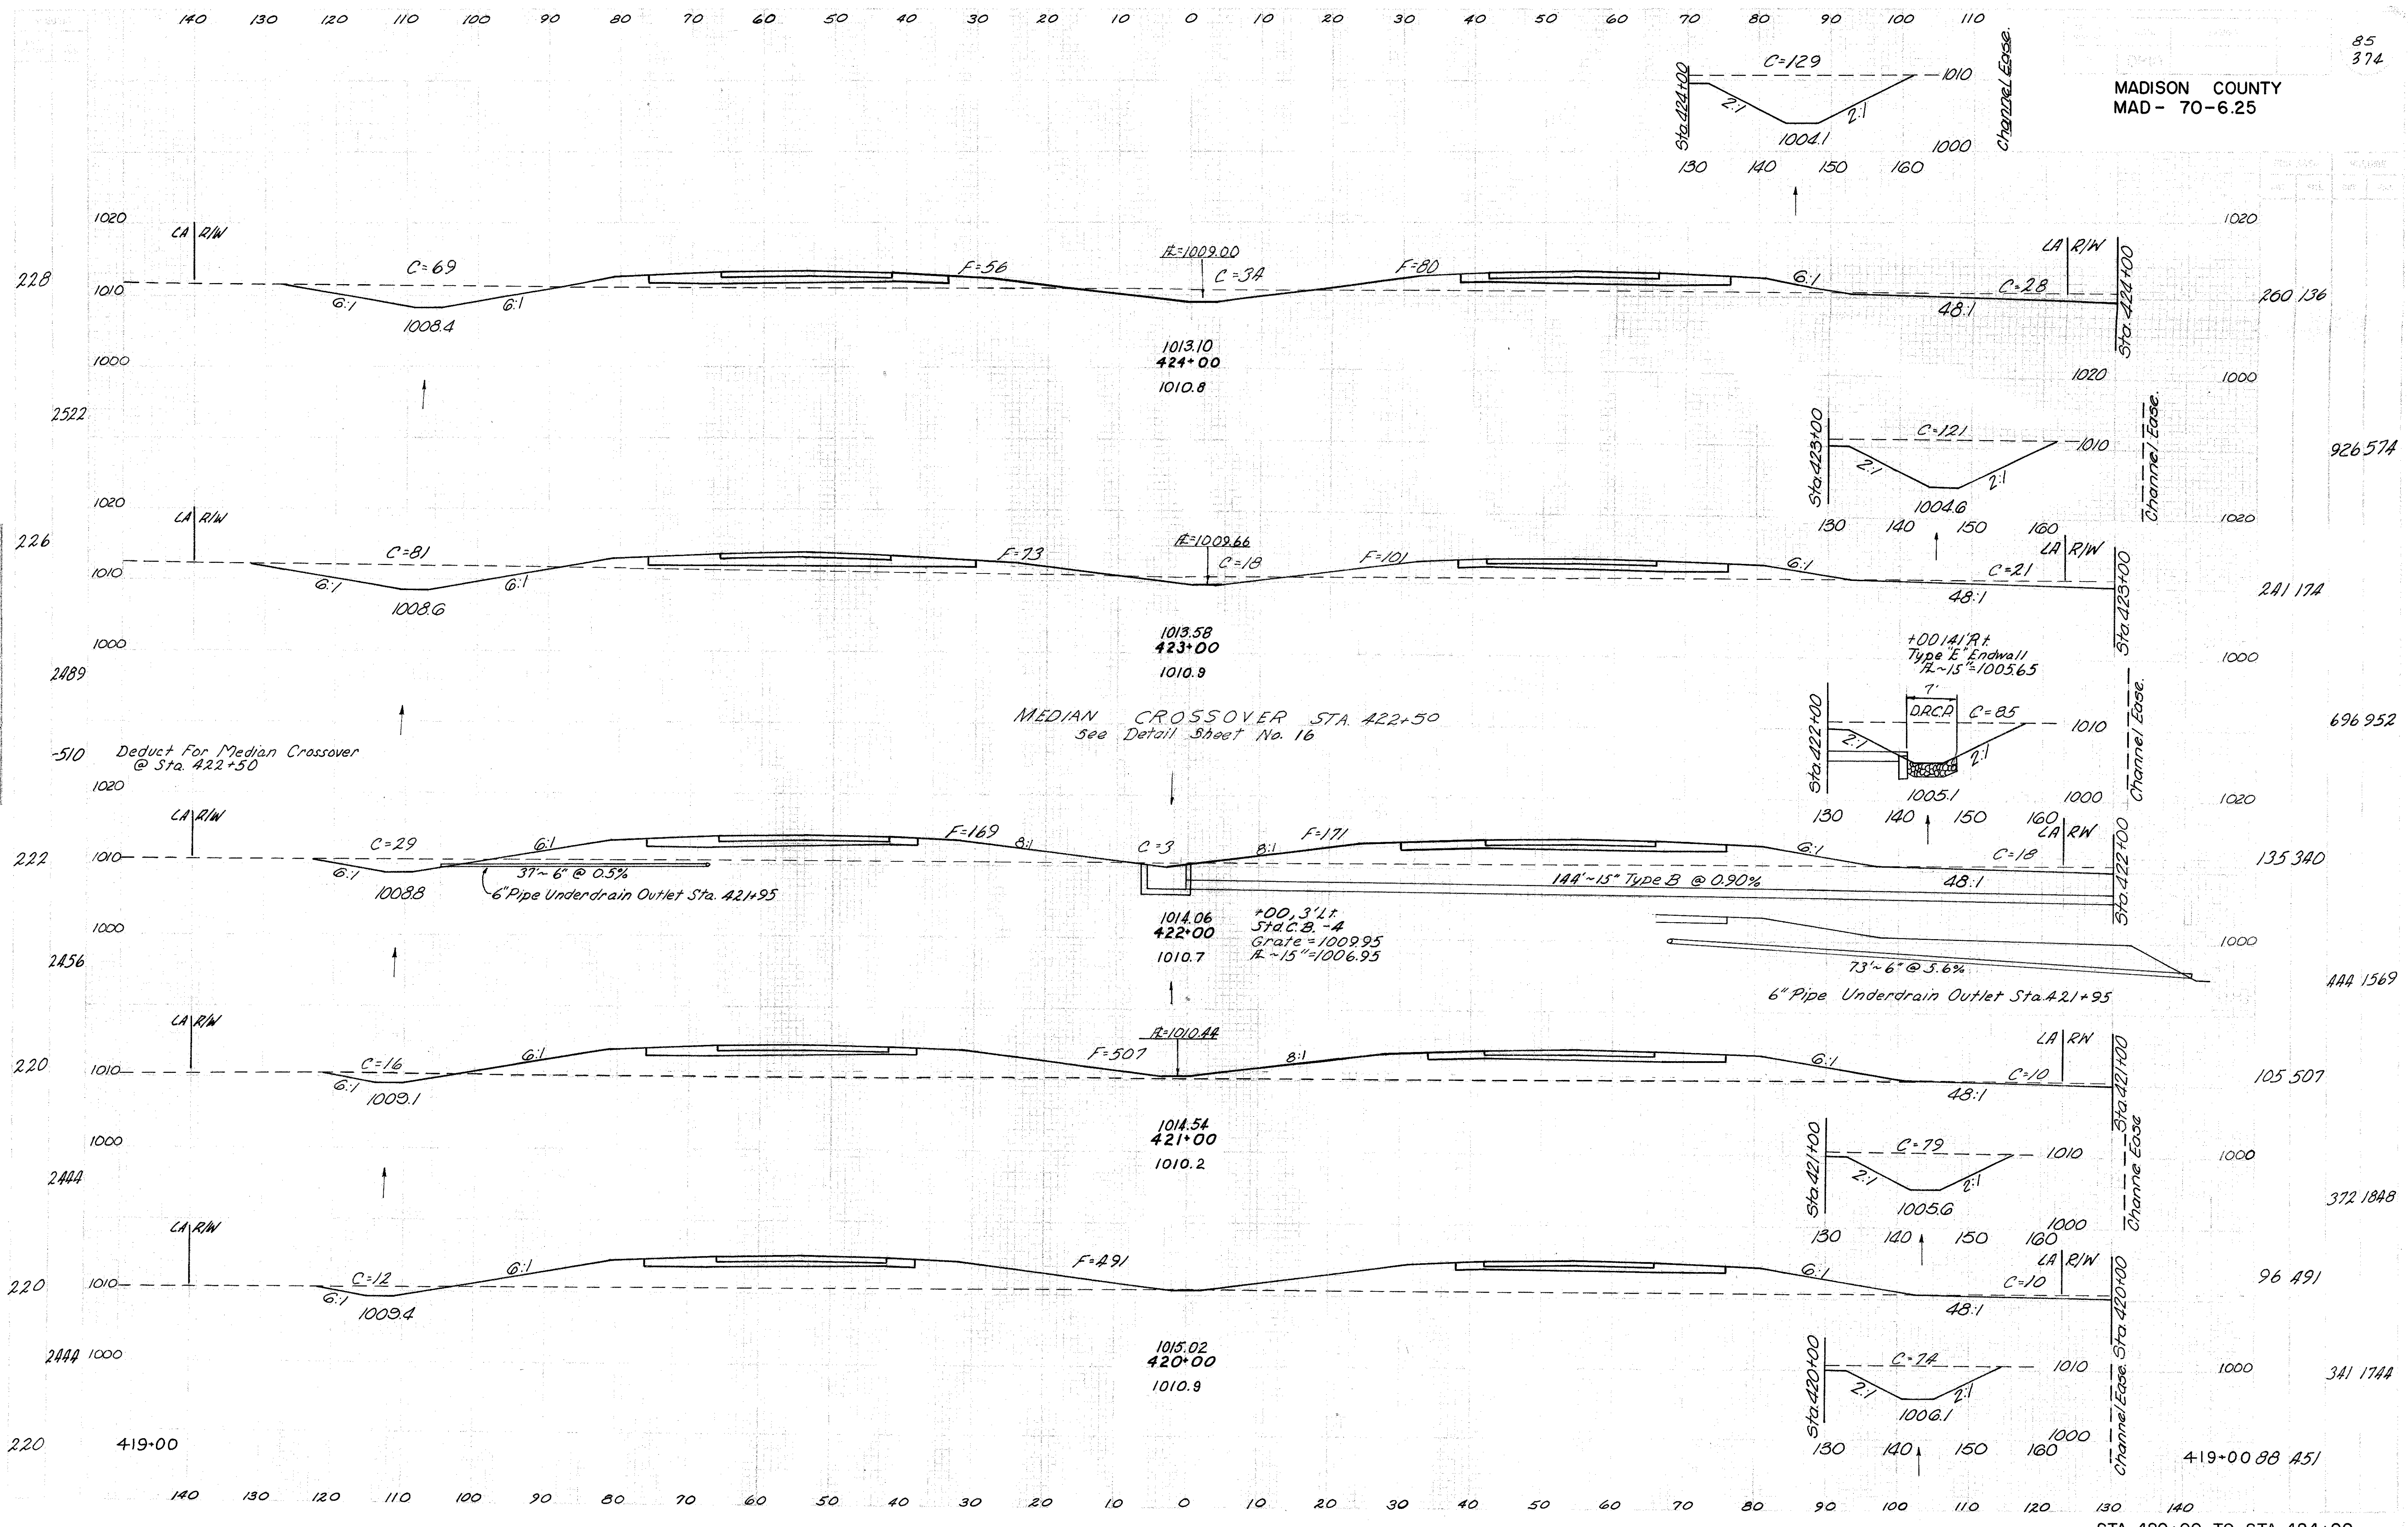 140 130 120 110 100 90 80 70 60 50 40 30 20 10 0 10 20 30 40 50 60 70 80 90 100 110
85
374
MADISON COUNTY
MAD- 70-6.25
Sta.424+00
C=129
1010
2:1 2:1
1004.1
1000
130 140 150 160
Channel Ease.
1020 1020
LA R/W
LA R/W
228
1010
C=69
F=56
℄=1009.00
C=34
F=80
6:1
C=28
Sta.424+00
260 136
6:1 6:1
48:1
1008.4
1013.10
424+00
1010.8
1000 1000
2522
1020
Sta.423+00
C=121
1010
2:1 2:1
1004.6
130 140 150 160
Channel Ease.
926 574
1020 1020
LA R/W
LA R/W
226
1010
C=81
F=73
℄=1009.66
C=18
F=101
6:1
C=21
Sta.423+00
241 174
6:1 6:1
48:1
1008.6
1013.58
423+00
1010.9
1000 1000
2489
+00 141' Rt.
Type "E" Endwall
℄~15"=1005.65
MEDIAN CROSSOVER STA. 422+50
See Detail Sheet No. 16
-510 Deduct For Median Crossover
@ Sta. 422+50
Sta.422+00
7'
D.R.C.P. C=85
1010
2:1 2:1
1005.1
1000
130 140 150 160
Channel Ease.
696 952
1020 1020
LA R/W
LA RW
222
1010
C=29
6:1
F=169
8:1
C=3
8:1
F=171
6:1
C=18
Sta.422+00
135 340
6:1
37'~6" @ 0.5%
144'~15" Type B @ 0.90%
48:1
1008.8
6" Pipe Underdrain Outlet Sta. 421+95
1014.06
422+00
1010.7
+00, 3' Lt.
Std.C.B.-4
Grate=1009.95
℄~15"=1006.95
1000 1000
2456
73'~6" @ 5.6%
6" Pipe Underdrain Outlet Sta.421+95
444 1569
LA R/W
LA RW
220
1010
C=16
6:1
F=507
℄=1010.44
8:1
6:1
C=10
Sta.421+00
105 507
6:1
48:1
1009.1
1014.54
421+00
1010.2
1000 1000
2444
Sta.421+00
C=79
1010
2:1 2:1
1005.6
1000
130 140 150 160
Channe Ease
372 1848
LA R/W
LA R/W
220
1010
C=12
6:1
F=491
6:1
C=10
Sta.420+00
96 491
6:1
48:1
1009.4
1015.02
420+00
1010.9
2444 1000 1000
Sta.420+00
C=74
1010
2:1 2:1
1006.1
1000
130 140 150 160
Channel Ease.
341 1744
220 419+00
419+00 88 451
140 130 120 110 100 90 80 70 60 50 40 30 20 10 0 10 20 30 40 50 60 70 80 90 100 110 120 130 140